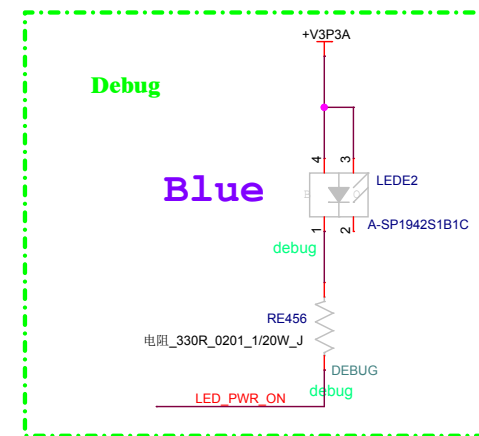 +V3P3A
Debug
4
3
Blue
LEDE2
A-SP1942S1B1C
1
2
debug
RE456
电阻_330R_0201_1/20W_J
DEBUG
debug
LED_PWR_ON